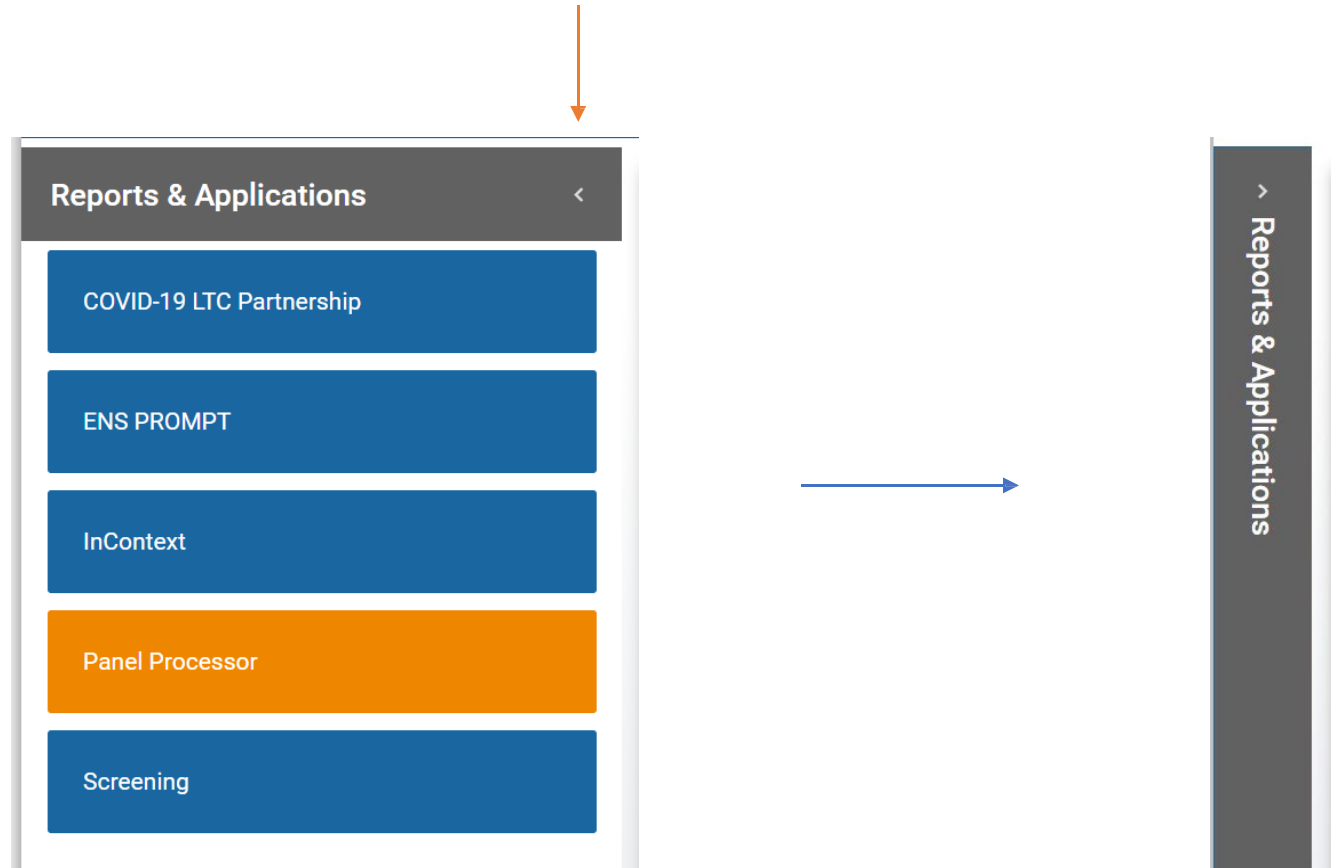 Reports & Applications
COVID-19 LTC Partnership
ENS PROMPT
InContext
Panel Processor
Screening
Reports & Applications